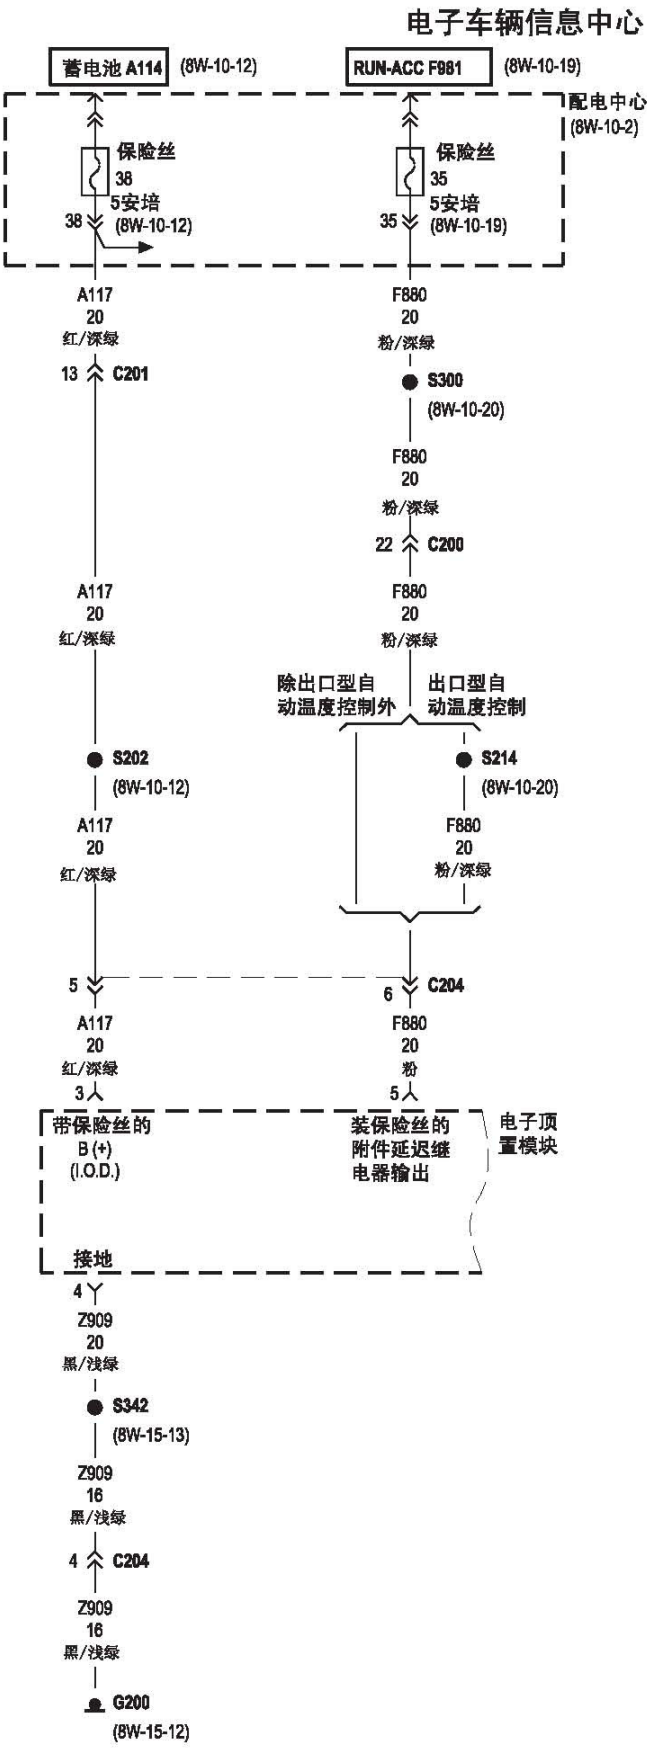 电子车辆信息中心
蓄电池 A114
(8W-10-12)
RUN-ACC F981
(8W-10-19)
配电中心
(8W-10-2)
保险丝
38
5安培
38
(8W-10-12)
保险丝
35
5安培
35
(8W-10-19)
A117
20
红/深绿
13
C201
A117
20
红/深绿
S202
(8W-10-12)
A117
20
红/深绿
5
A117
20
红/深绿
3
F880
20
粉/深绿
S300
(8W-10-20)
F880
20
粉/深绿
22
C200
F880
20
粉/深绿
除出口型自
动温度控制外
出口型自
动温度控制
S214
(8W-10-20)
F880
20
粉/深绿
6
C204
F880
20
粉
5
带保险丝的
B (+)
(I.O.D.)
装保险丝的
附件延迟继
电器输出
电子顶
置模块
接地
4
Z909
20
黑/浅绿
S342
(8W-15-13)
Z909
16
黑/浅绿
4
C204
Z909
16
黑/浅绿
G200
(8W-15-12)